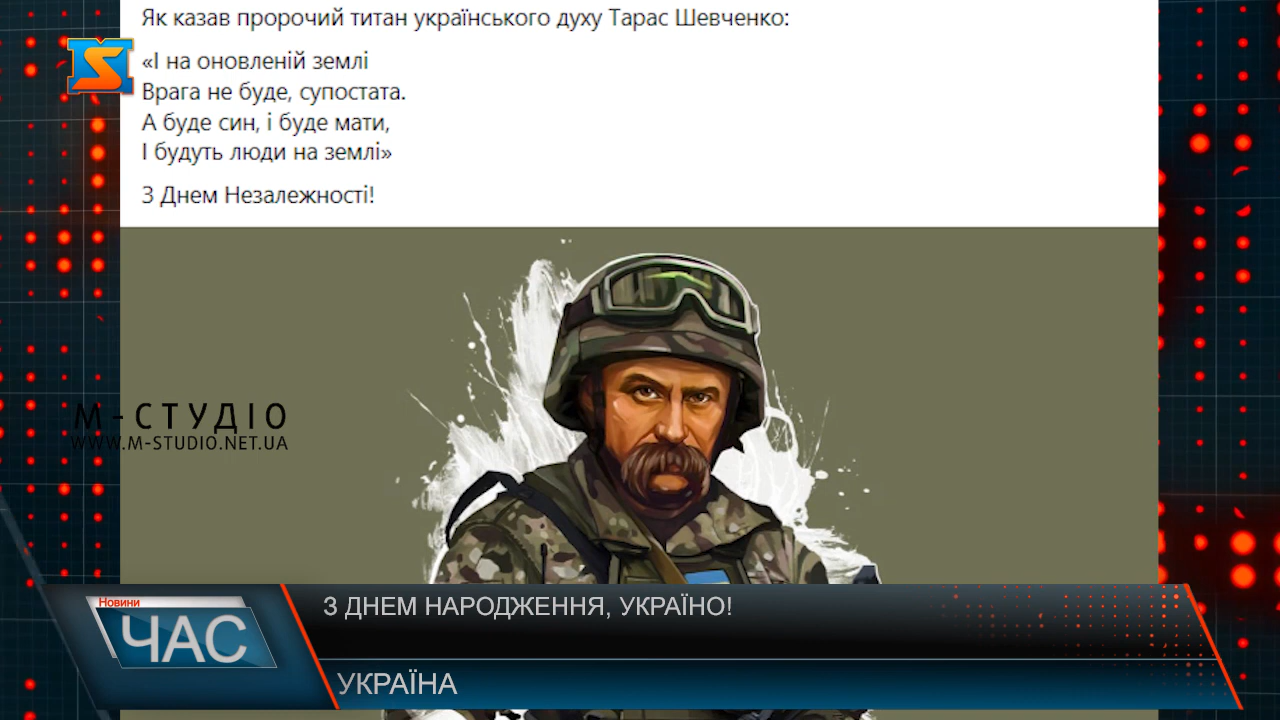 Як казав пророчий титан українського духу Тарас Шевченко:
«І на оновленій землі
Врага не буде, супостата.
А буде син, і буде мати,
І будуть люди на землі»
З Днем Незалежності!
М-СТУДІО
WWW.M-STUDIO.NET.UA
Новини
ЧАС
З ДНЕМ НАРОДЖЕННЯ, УКРАЇНО!
УКРАЇНА